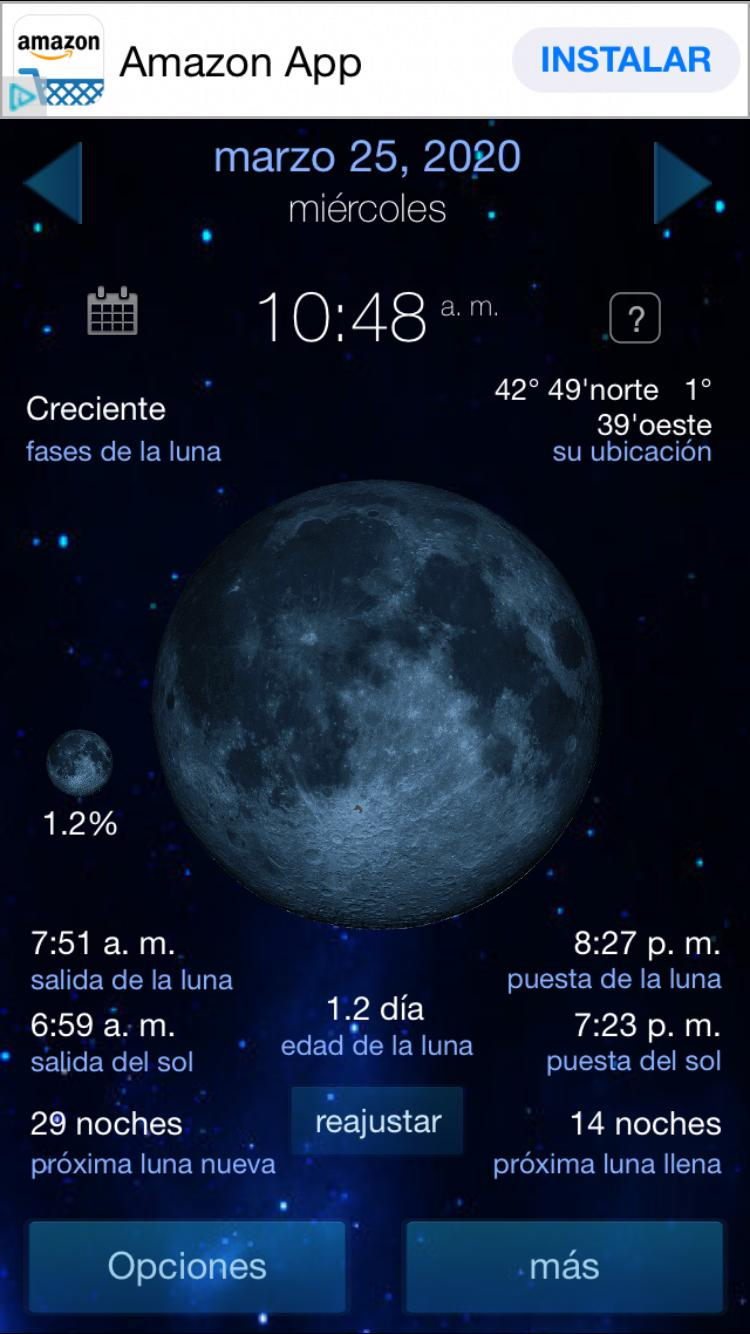 amazon
Amazon App
INSTALAR
marzo 25, 2020
miércoles
10:48 a. m.
?
Creciente
fases de la luna
42° 49'norte 1°
39'oeste
su ubicación
1.2%
7:51 a. m.
salida de la luna
8:27 p. m.
puesta de la luna
6:59 a. m.
salida del sol
1.2 día
edad de la luna
7:23 p. m.
puesta del sol
29 noches
próxima luna nueva
reajustar
14 noches
próxima luna llena
Opciones
más